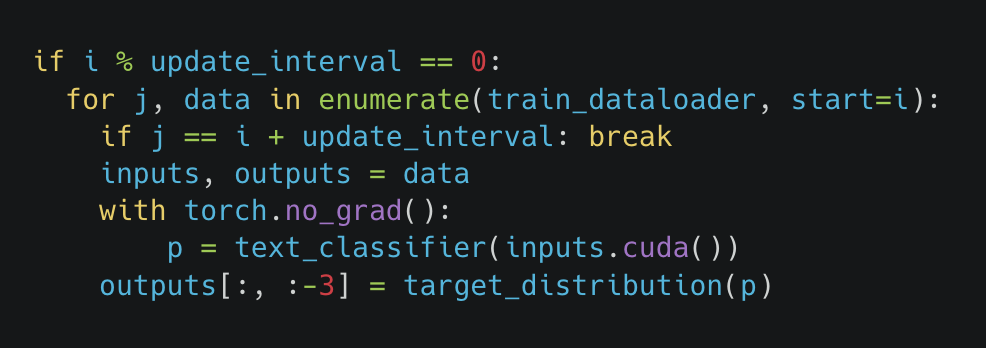 if i % update_interval == 0:
  for j, data in enumerate(train_dataloader, start=i):
    if j == i + update_interval: break
    inputs, outputs = data
    with torch.no_grad():
        p = text_classifier(inputs.cuda())
    outputs[:, :-3] = target_distribution(p)